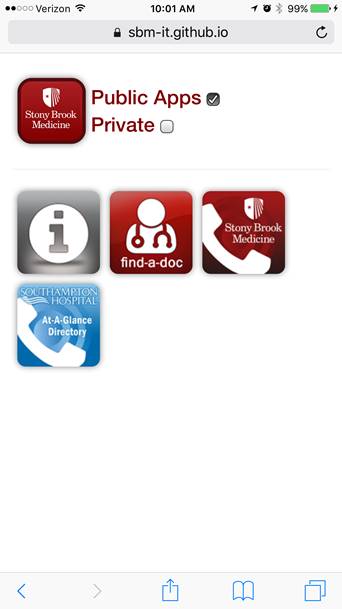 Verizon 10:01 AM 99%
sbm-it.github.io
Stony Brook
Medicine
Public Apps
Private
i
find-a-doc
Stony Brook
Medicine
SOUTHAMPTON
HOSPITAL
At-A-Glance
Directory